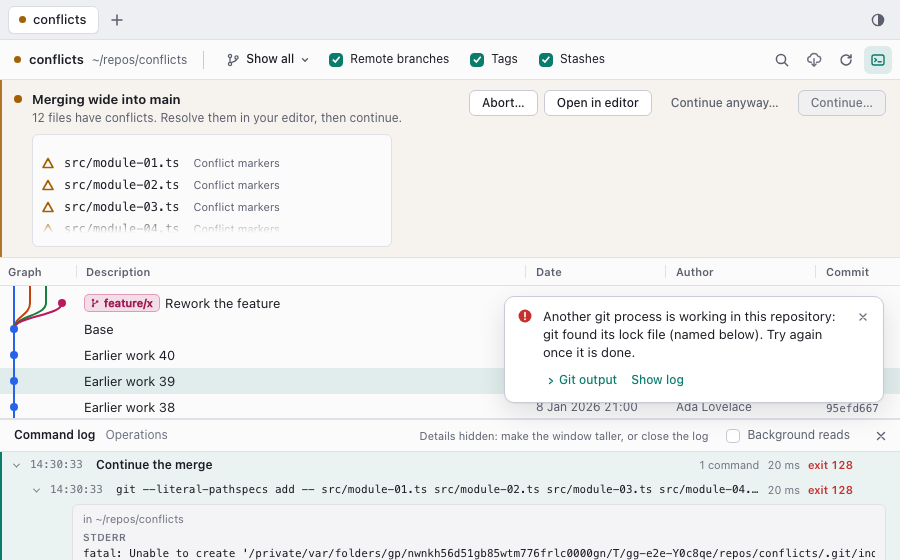 conflicts
conflicts ~/repos/conflicts Show all Remote branches Tags Stashes
Merging wide into main
12 files have conflicts. Resolve them in your editor, then continue.
Abort... Open in editor Continue anyway... Continue...
src/module-01.ts Conflict markers
src/module-02.ts Conflict markers
src/module-03.ts Conflict markers
src/module-04.ts Conflict markers
Graph Description Date Author Commit
feature/x Rework the feature
Base
Earlier work 40
Earlier work 39
Earlier work 38 8 Jan 2026 21:00 Ada Lovelace 95efd667
Another git process is working in this repository:
git found its lock file (named below). Try again
once it is done.
Git output Show log
Command log Operations Details hidden: make the window taller, or close the log Background reads
14:30:33 Continue the merge 1 command 20 ms exit 128
14:30:33 git --literal-pathspecs add -- src/module-01.ts src/module-02.ts src/module-03.ts src/module-04.… 20 ms exit 128
in ~/repos/conflicts
STDERR
fatal: Unable to create '/private/var/folders/gp/nwnkh56d51gb85wtm776frlc0000gn/T/gg-e2e-Y0c8qe/repos/conflicts/.git/inc